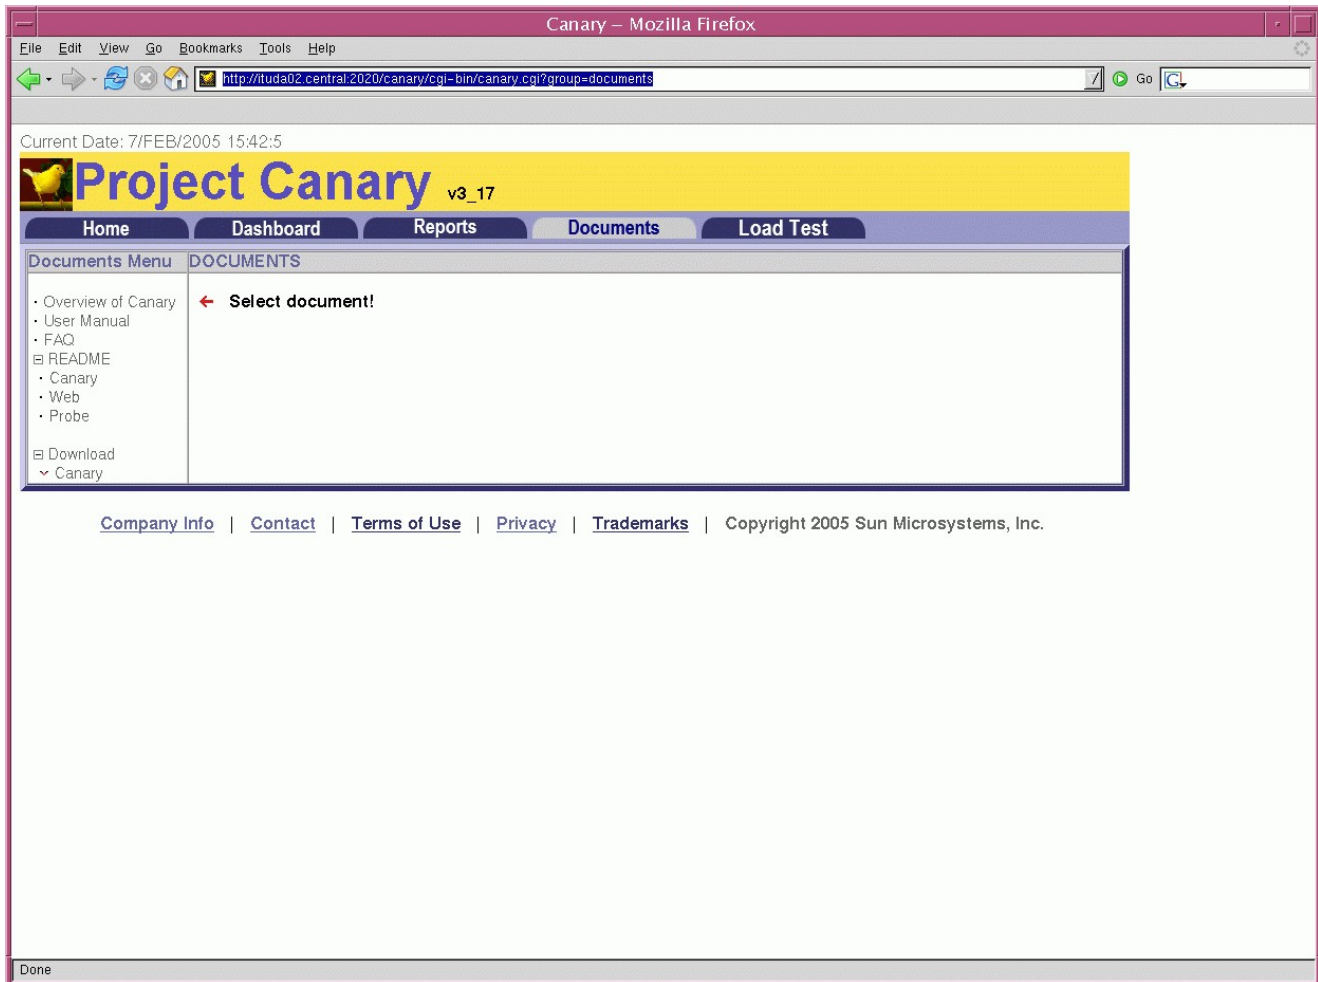 Canary – Mozilla Firefox
File Edit View Go Bookmarks Tools Help
http://ituda02.central:2020/canary/cgi-bin/canary.cgi?group=documents Go G
Current Date: 7/FEB/2005 15:42:5
Project Canary v3_17
Home Dashboard Reports Documents Load Test
Documents Menu DOCUMENTS
· Overview of Canary ← Select document!
· User Manual
· FAQ
README
· Canary
· Web
· Probe
Download
Canary
Company Info | Contact | Terms of Use | Privacy | Trademarks | Copyright 2005 Sun Microsystems, Inc.
Done